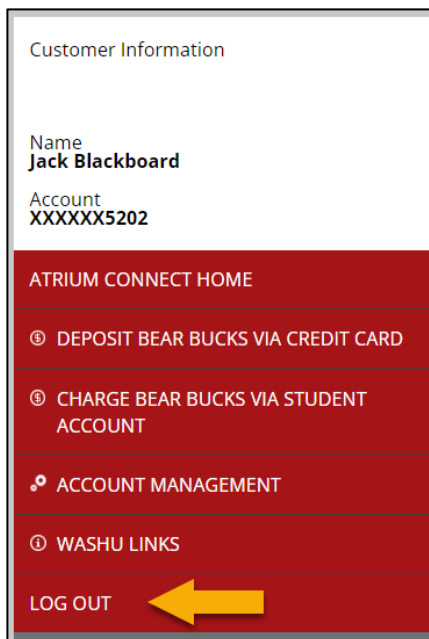 Customer Information
Name
Jack Blackboard
Account
XXXXXX5202
ATRIUM CONNECT HOME
DEPOSIT BEAR BUCKS VIA CREDIT CARD
CHARGE BEAR BUCKS VIA STUDENT
ACCOUNT
ACCOUNT MANAGEMENT
WASHU LINKS
LOG OUT